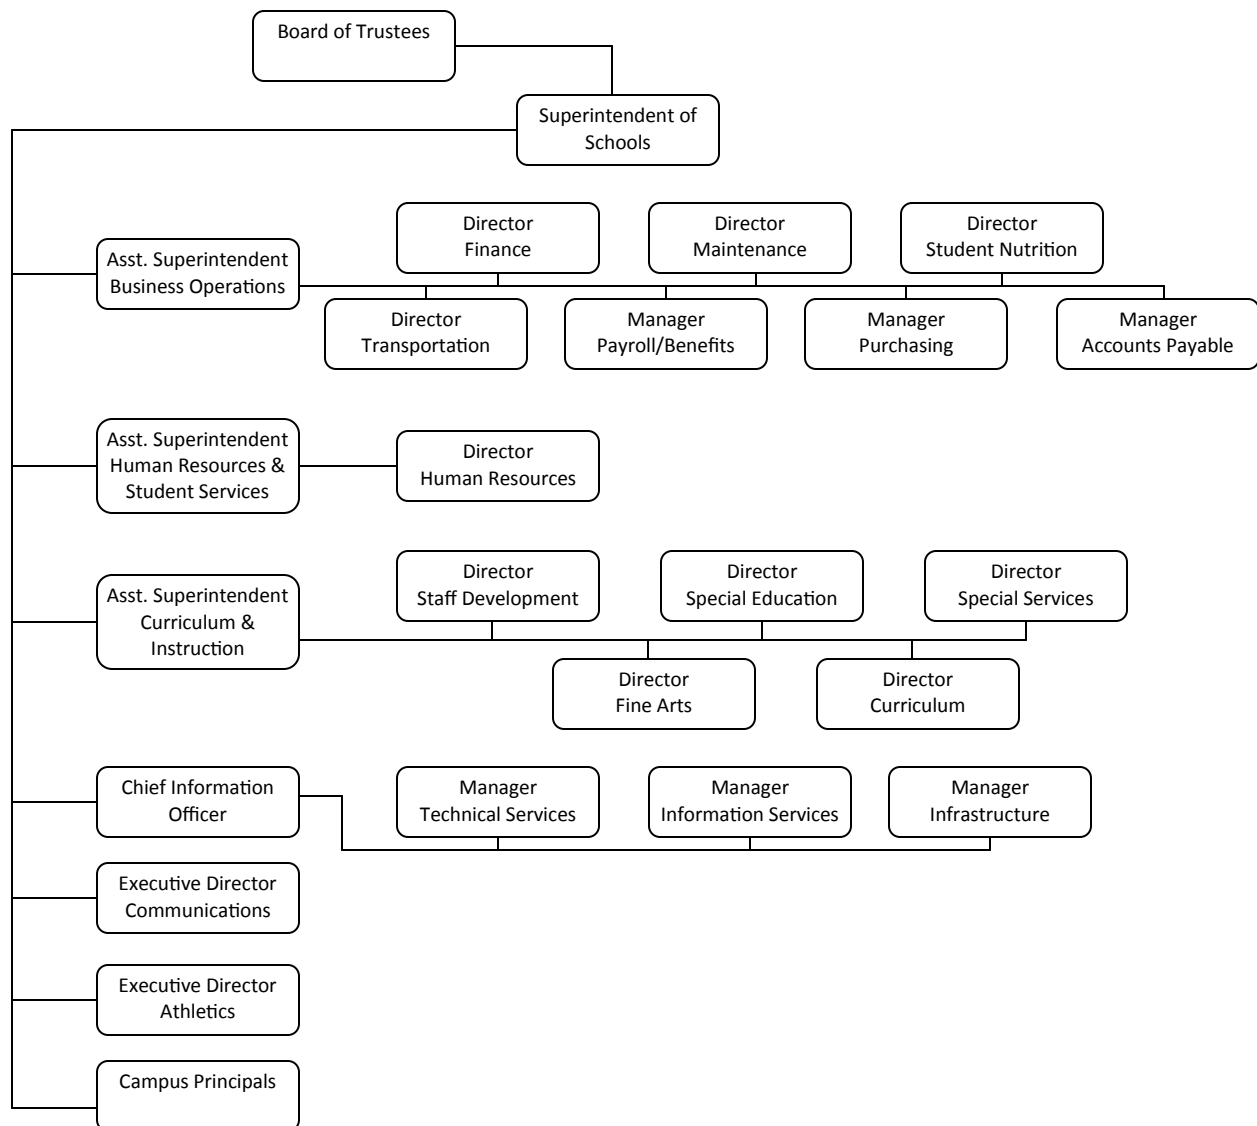 Board of Trustees
Superintendent of
Schools
Director
Finance
Director
Maintenance
Director
Student Nutrition
Asst. Superintendent
Business Operations
Director
Transportation
Manager
Payroll/Benefits
Manager
Purchasing
Manager
Accounts Payable
Asst. Superintendent
Human Resources &
Student Services
Director
Human Resources
Director
Staff Development
Director
Special Education
Director
Special Services
Asst. Superintendent
Curriculum &
Instruction
Director
Fine Arts
Director
Curriculum
Chief Information
Officer
Manager
Technical Services
Manager
Information Services
Manager
Infrastructure
Executive Director
Communications
Executive Director
Athletics
Campus Principals